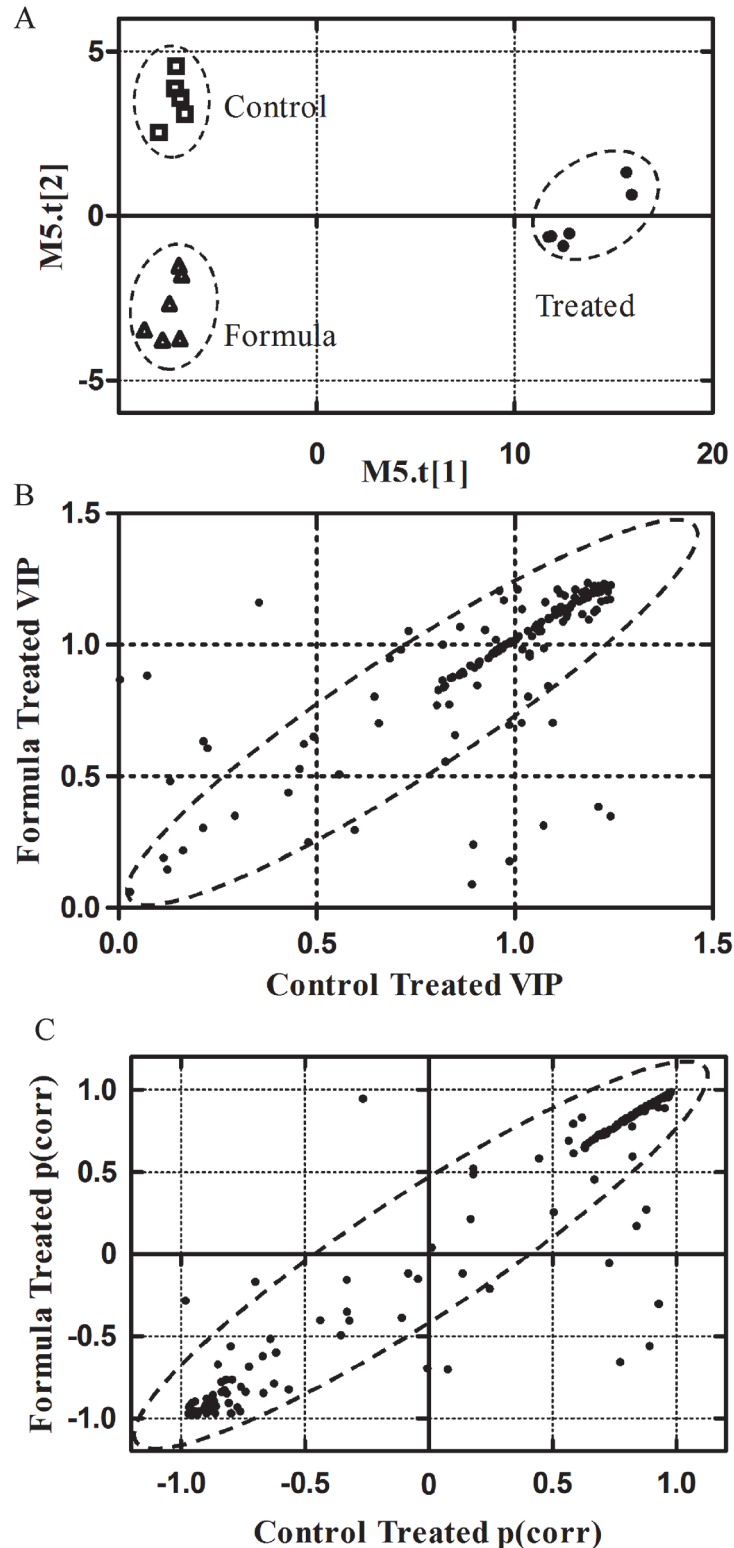 A
5
0
-5
M5.t[2]
Control
Formula
Treated
0
10
20
M5.t[1]
B
1.5
1.0
0.5
0.0
Formula Treated VIP
0.0
0.5
1.0
1.5
Control Treated VIP
C
1.0
0.5
0
-0.5
-1.0
Formula Treated p(corr)
-1.0
-0.5
0
0.5
1.0
Control Treated p(corr)